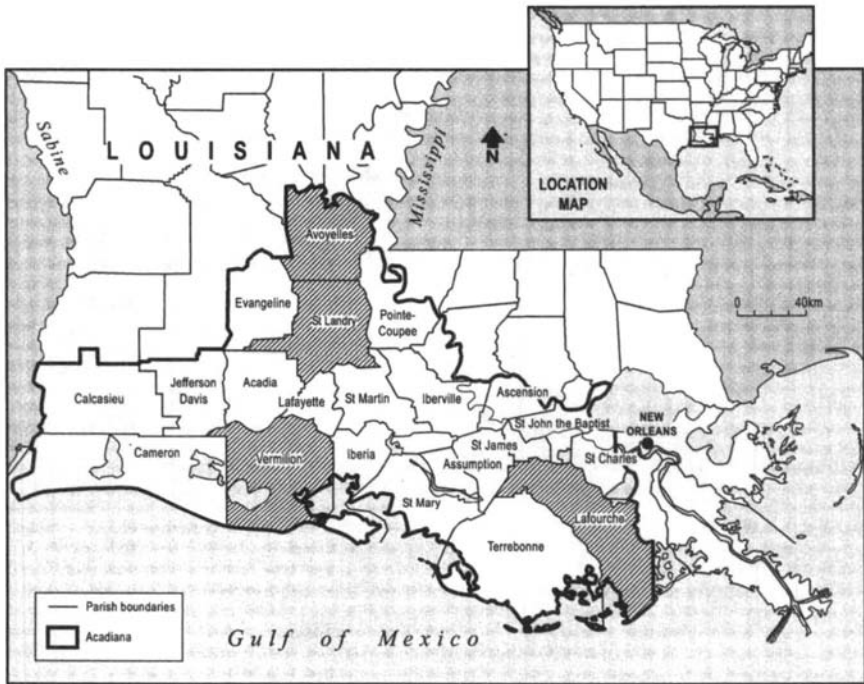 LOCATION
MAP
N
LOUISIANA
Sabine
Mississippi
Avoyelles
Evangeline
St Landry
Pointe-
Coupee
0 40km
Calcasieu
Jefferson
Davis
Acadia
Lafayette
St Martin
Iberville
Ascension
St John the Baptist
NEW
ORLEANS
Cameron
Vermilion
Iberia
St James
Assumption
St Charles
St Mary
Lafourche
Terrebonne
Parish boundaries
Acadiana
Gulf of Mexico